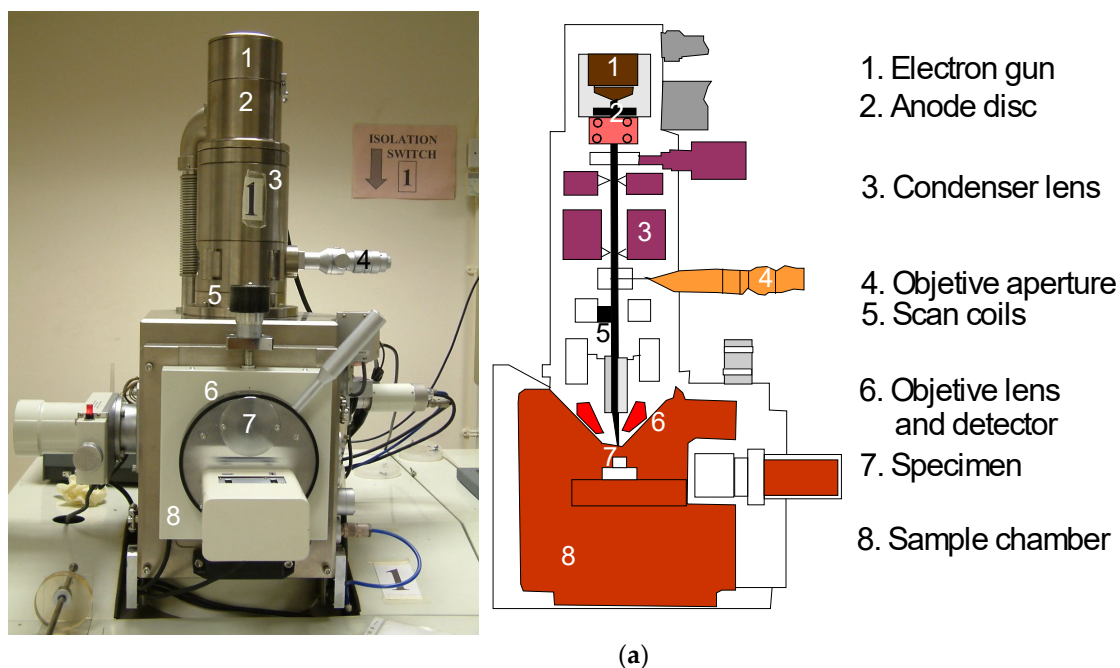 1
2
ISOLATION
SWITCH
1
3
1
4
5
6
7
8
1
1
2
3
4
5
6
7
8
1. Electron gun
2. Anode disc
3. Condenser lens
4. Objetive aperture
5. Scan coils
6. Objetive lens
and detector
7. Specimen
8. Sample chamber
(a)